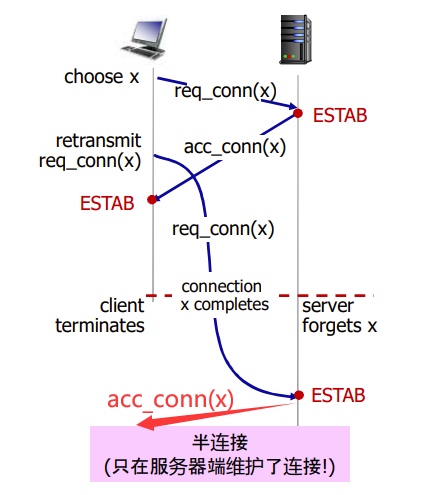 choose x
req_conn(x)
ESTAB
retransmit
req_conn(x)
acc_conn(x)
ESTAB
req_conn(x)
connection
x completes
client
terminates
server
forgets x
ESTAB
acc_conn(x)
半连接
(只在服务器端维护了连接!)